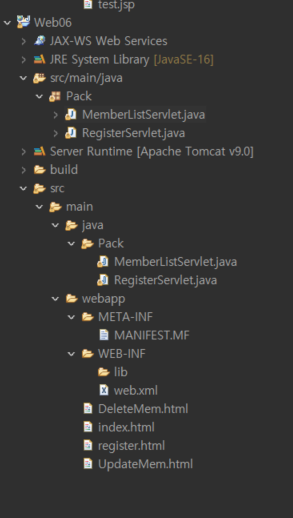 test.jsp
Web06
JAX-WS Web Services
JRE System Library [JavaSE-16]
src/main/java
Pack
MemberListServlet.java
RegisterServlet.java
Server Runtime [Apache Tomcat v9.0]
build
src
main
java
Pack
MemberListServlet.java
RegisterServlet.java
webapp
META-INF
MANIFEST.MF
WEB-INF
lib
web.xml
DeleteMem.html
index.html
register.html
UpdateMem.html